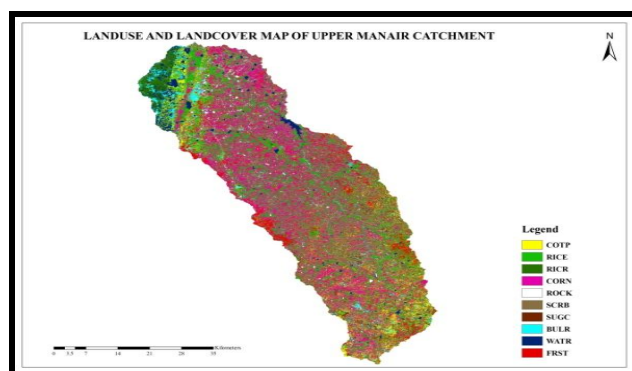 LANDUSE AND LANDCOVER MAP OF UPPER MANAIR CATCHMENT
N
Legend
COTP
RICE
RICR
CORN
ROCK
SCRB
SUGC
BULR
WATR
FRST
0 3.5 7 14 21 28 35
Kilometers